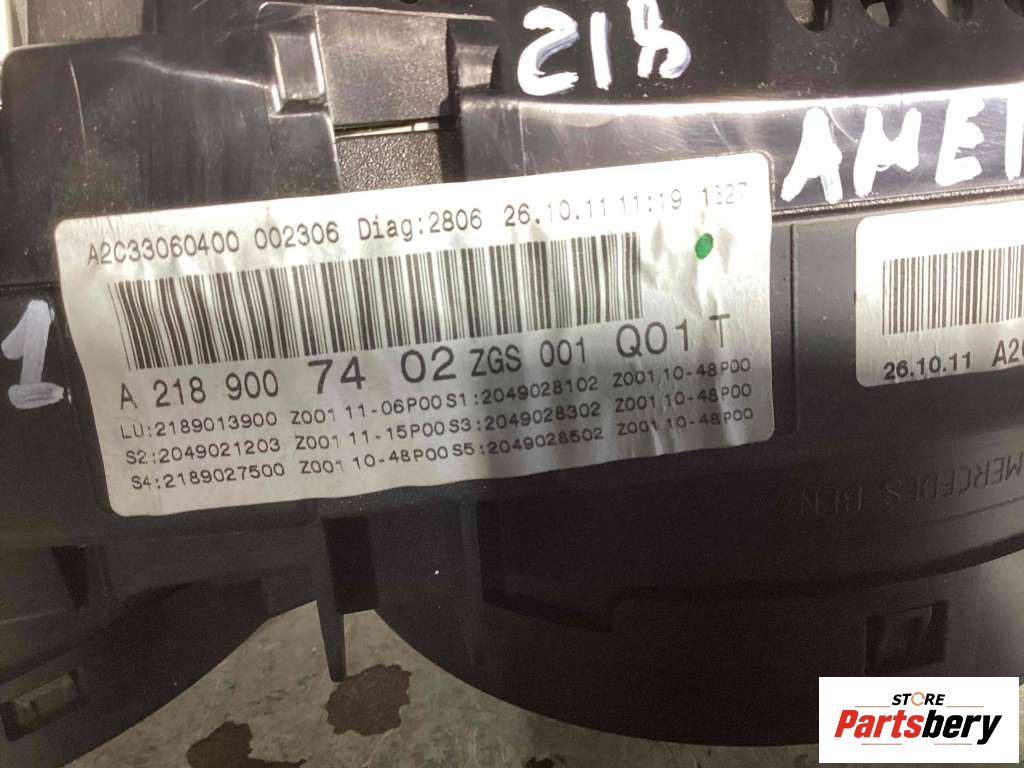 218
AMEГ
A2C33060400 002306 Diag:2806 26.10.11 11:19 1327
1
A 218 900 74 02 ZGS 001 Q01 T
LU:2189013900 Z001 11-06P00 S1:2049028102 Z001 10-48P00
S2:2049021203 Z001 11-15P00 S3:2049028302 Z001 10-48P00
S4:2189027500 Z001 10-48P00 S5:2049028502 Z001 10-48P00
26.10.11 A2C
MERCEDES BEN
STORE
Partsbery